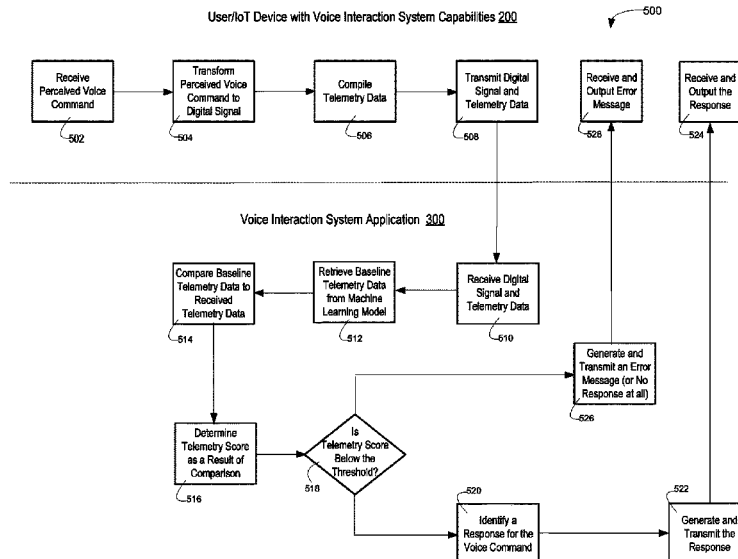 User/IoT Device with Voice Interaction System Capabilities 200
500
Receive
Perceived Voice
Command
502
Transform
Perceived Voice
Command to
Digital Signal
504
Compile
Telemetry Data
506
Transmit Digital
Signal and
Telemetry Data
508
Receive and
Output Error
Message
528
Receive and
Output the
Response
524
Voice Interaction System Application 300
Compare Baseline
Telemetry Data to
Received
Telemetry Data
514
Retrieve Baseline
Telemetry Data
from Machine
Learning Model
512
Receive Digital
Signal and
Telemetry Data
510
Generate and
Transmit an Error
Message (or No
Response at all)
526
Determine
Telemetry Score
as a Result of
Comparison
516
Is
Telemetry Score
Below the
Threshold?
518
520
Identify a
Response for the
Voice Command
522
Generate and
Transmit the
Response